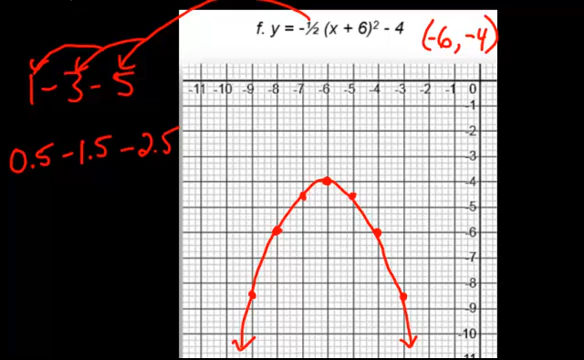 f. y = -½ (x + 6)² - 4
(-6, -4)
1 - 3 - 5
0.5 - 1.5 - 2.5
-11 -10 -9 -8 -7 -6 -5 -4 -3 -2 -1 0
-1
-2
-3
-4
-5
-6
-7
-8
-9
-10